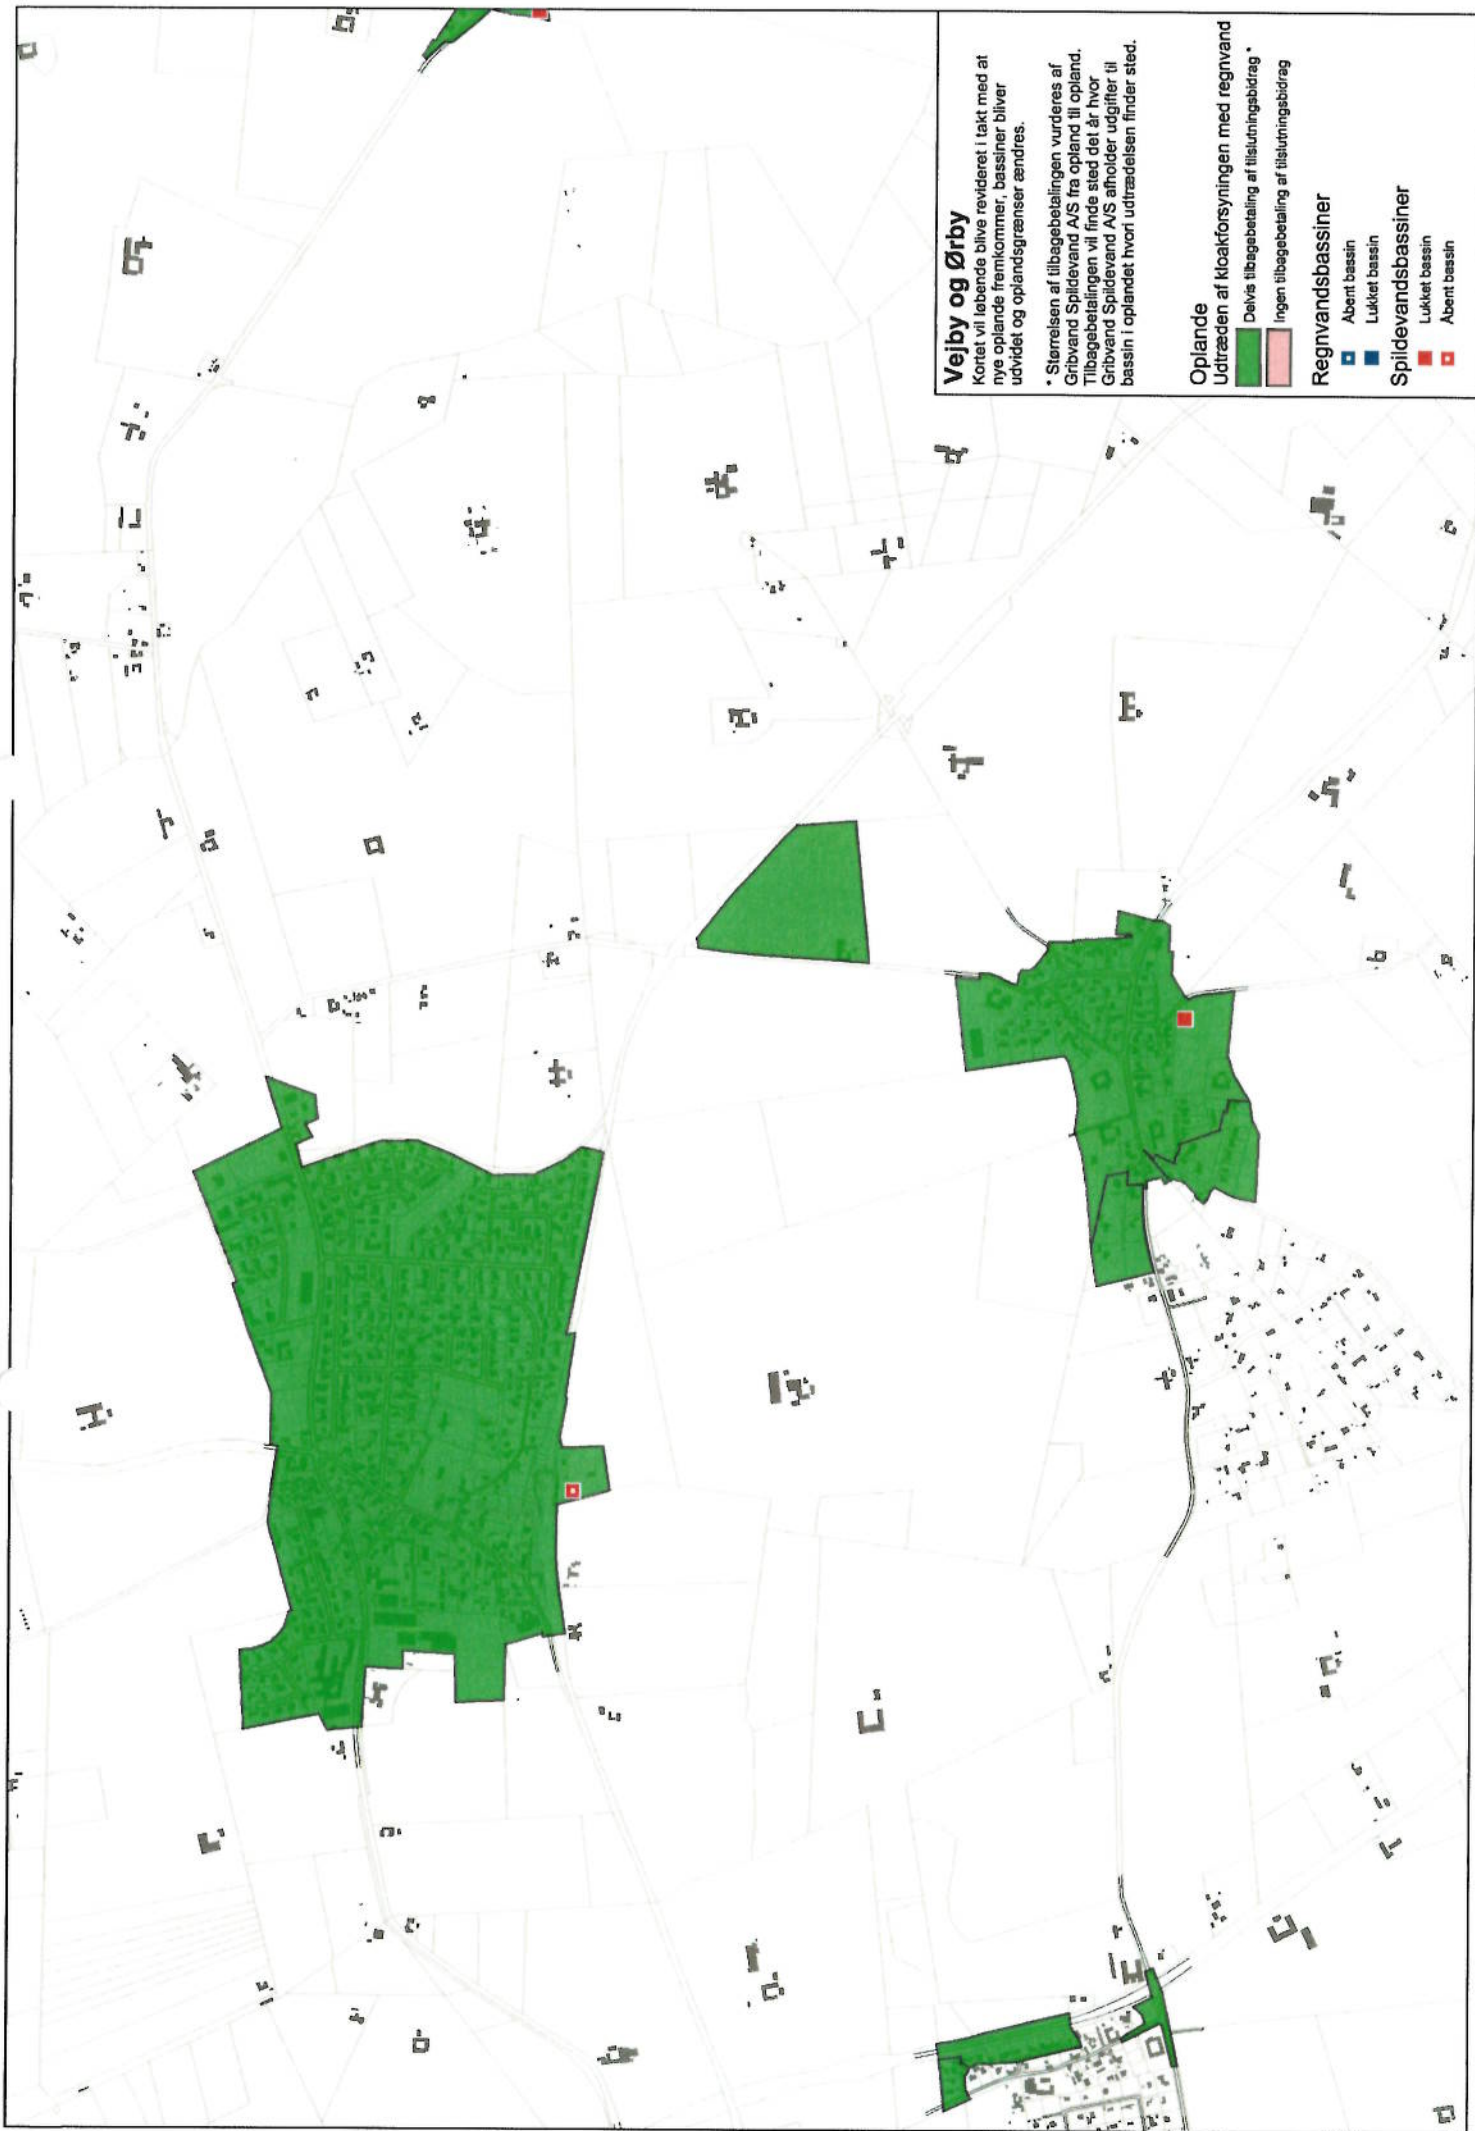 Vejby og Ørby
Kortet vil løbende blive revideret i takt med at
nye oplande fremkommer, bassiner bliver
udvidet og oplandsgrænser ændres.
* Størrelsen af tilbagebetalingen vurderes af
Gribvand Spildevand A/S fra opland til opland.
Tilbagebetalingen vil finde sted det år hvor
Gribvand Spildevand A/S afholder udgifter til
bassin i oplandet hvori udtrædelsen finder sted.
Oplande
Udtræden af kloakforsyningen med regnvand
Delvis tilbagebetaling af tilslutningsbidrag *
Ingen tilbagebetaling af tilslutningsbidrag
Regnvandsbassiner
Åbent bassin
Lukket bassin
Spildevandsbassiner
Lukket bassin
Åbent bassin